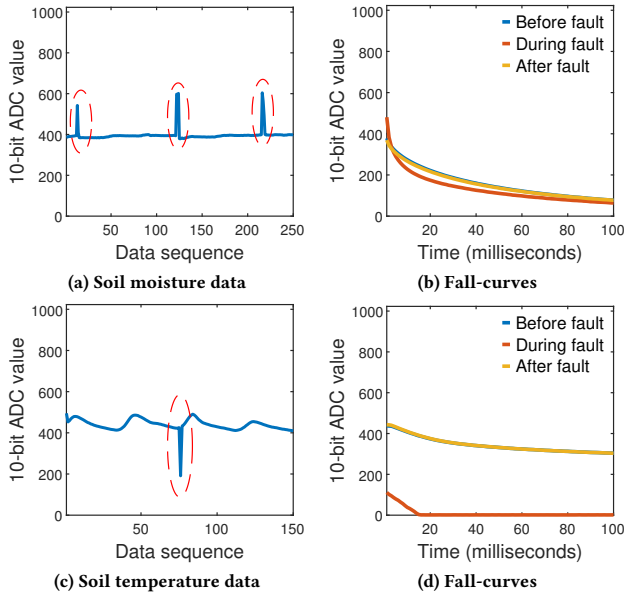 1000
800
600
400
200
0
10-bit ADC value
0 50 100 150 200 250
Data sequence
(a) Soil moisture data
1000
800
600
400
200
0
10-bit ADC value
Before fault
During fault
After fault
20 40 60 80 100
Time (milliseconds)
(b) Fall-curves
1000
800
600
400
200
0
10-bit ADC value
50 100 150
Data sequence
(c) Soil temperature data
1000
800
600
400
200
0
10-bit ADC value
Before fault
During fault
After fault
20 40 60 80 100
Time (milliseconds)
(d) Fall-curves